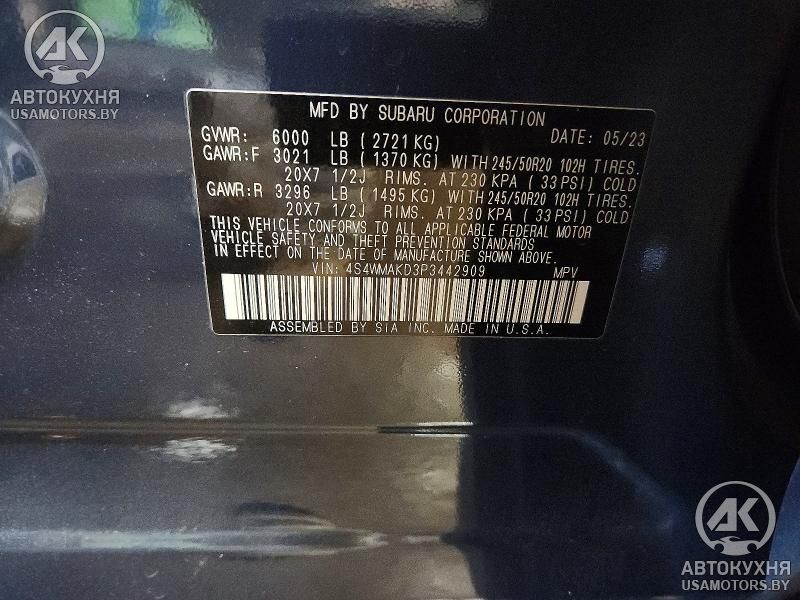 AK
АВТОКУХНЯ
USAMOTORS.BY
MFD BY SUBARU CORPORATION
GVWR: 6000 LB ( 2721 KG) DATE: 05/23
GAWR:F 3021 LB ( 1370 KG) WITH 245/50R20 102H TIRES.
20X7 1/2J RIMS. AT 230 KPA ( 33 PSI) COLD
GAWR:R 3296 LB ( 1495 KG) WITH 245/50R20 102H TIRES.
20X7 1/2J RIMS. AT 230 KPA ( 33 PSI) COLD
THIS VEHICLE CONFORMS TO ALL APPLICABLE FEDERAL MOTOR
VEHICLE SAFETY AND THEFT PREVENTION STANDARDS
IN EFFECT ON THE DATE OF MANUFACTURE SHOWN ABOVE.
VIN: 4S4WMAKD3P3442909 MPV
ASSEMBLED BY SIA INC. MADE IN U.S.A.
AK
АВТОКУХНЯ
USAMOTORS.BY